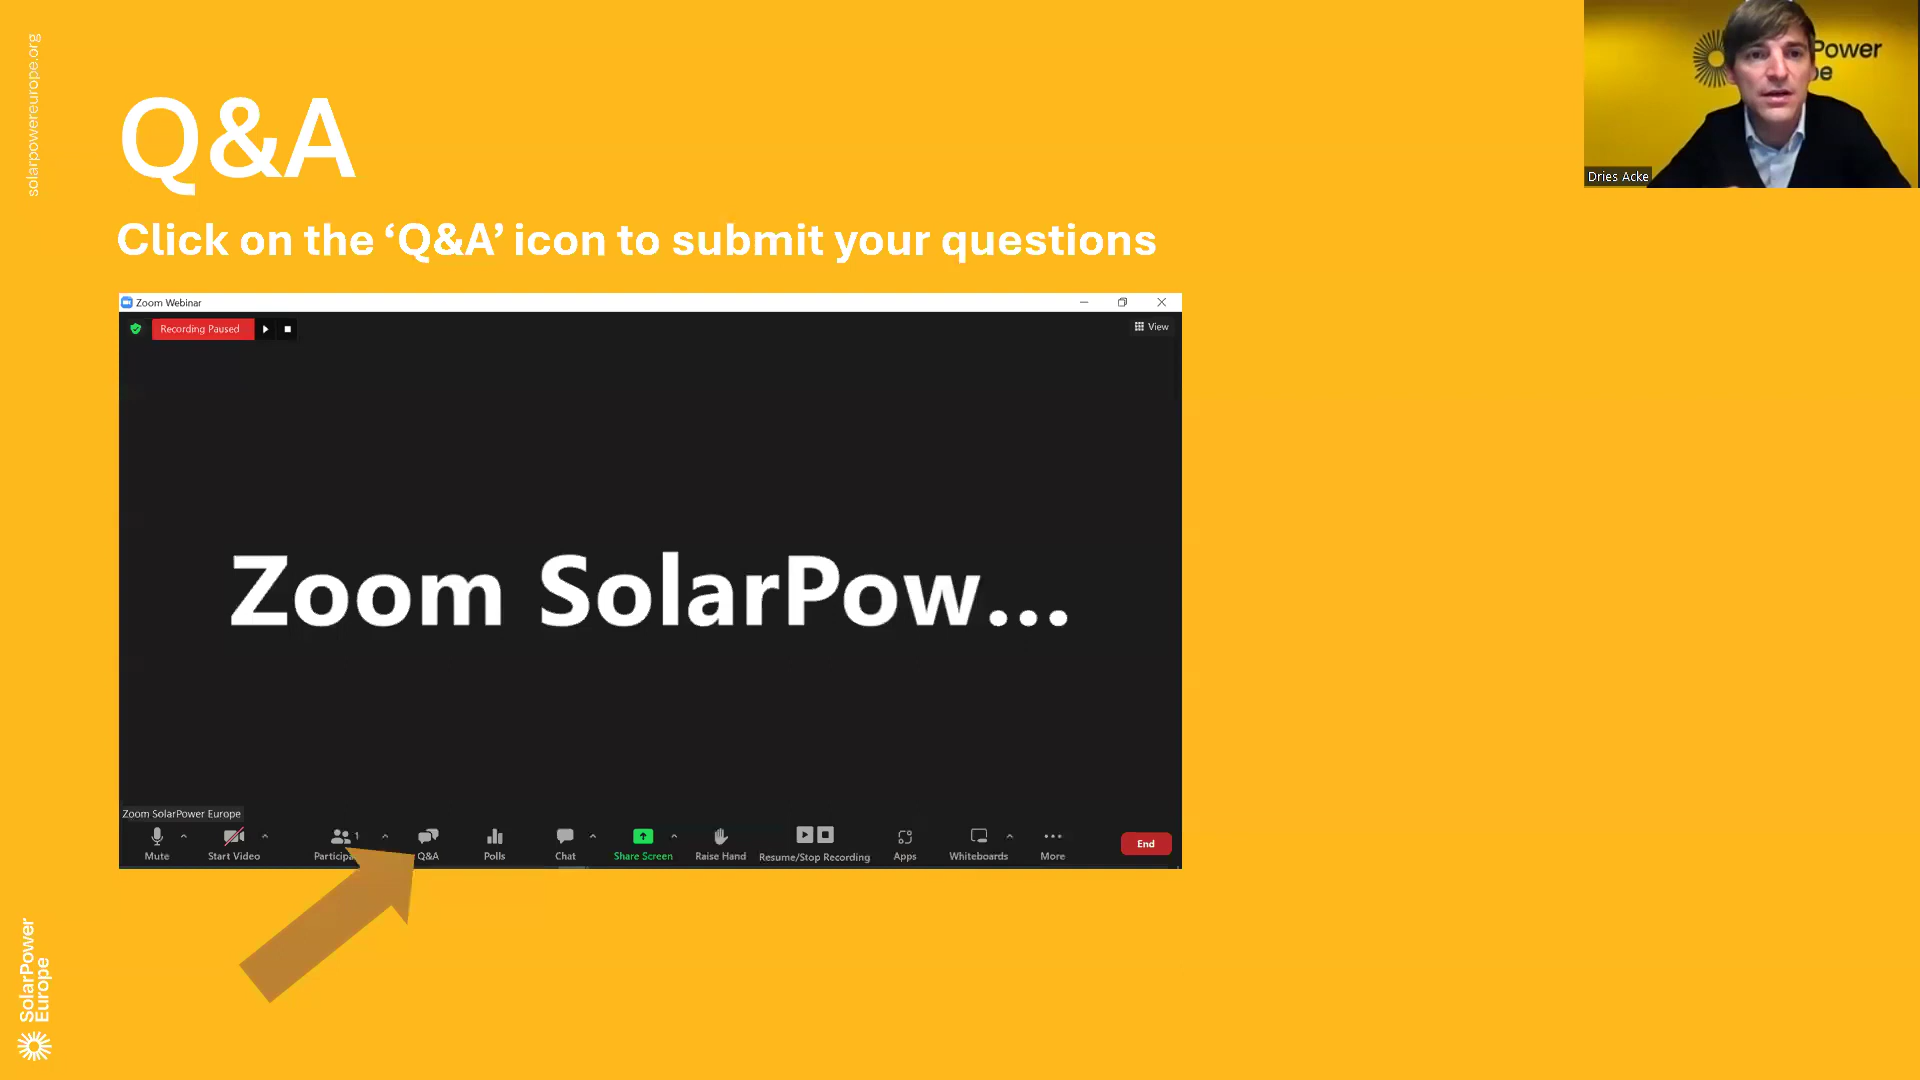 solarpowereurope.org
Q&A
Click on the ‘Q&A’ icon to submit your questions
Zoom Webinar
Recording Paused
View
Zoom SolarPow...
Zoom SolarPower Europe
1
Mute
Start Video
Participa
Q&A
Polls
Chat
Share Screen
Raise Hand
Resume/Stop Recording
Apps
Whiteboards
More
End
SolarPower
Europe
Power
pe
Dries Acke